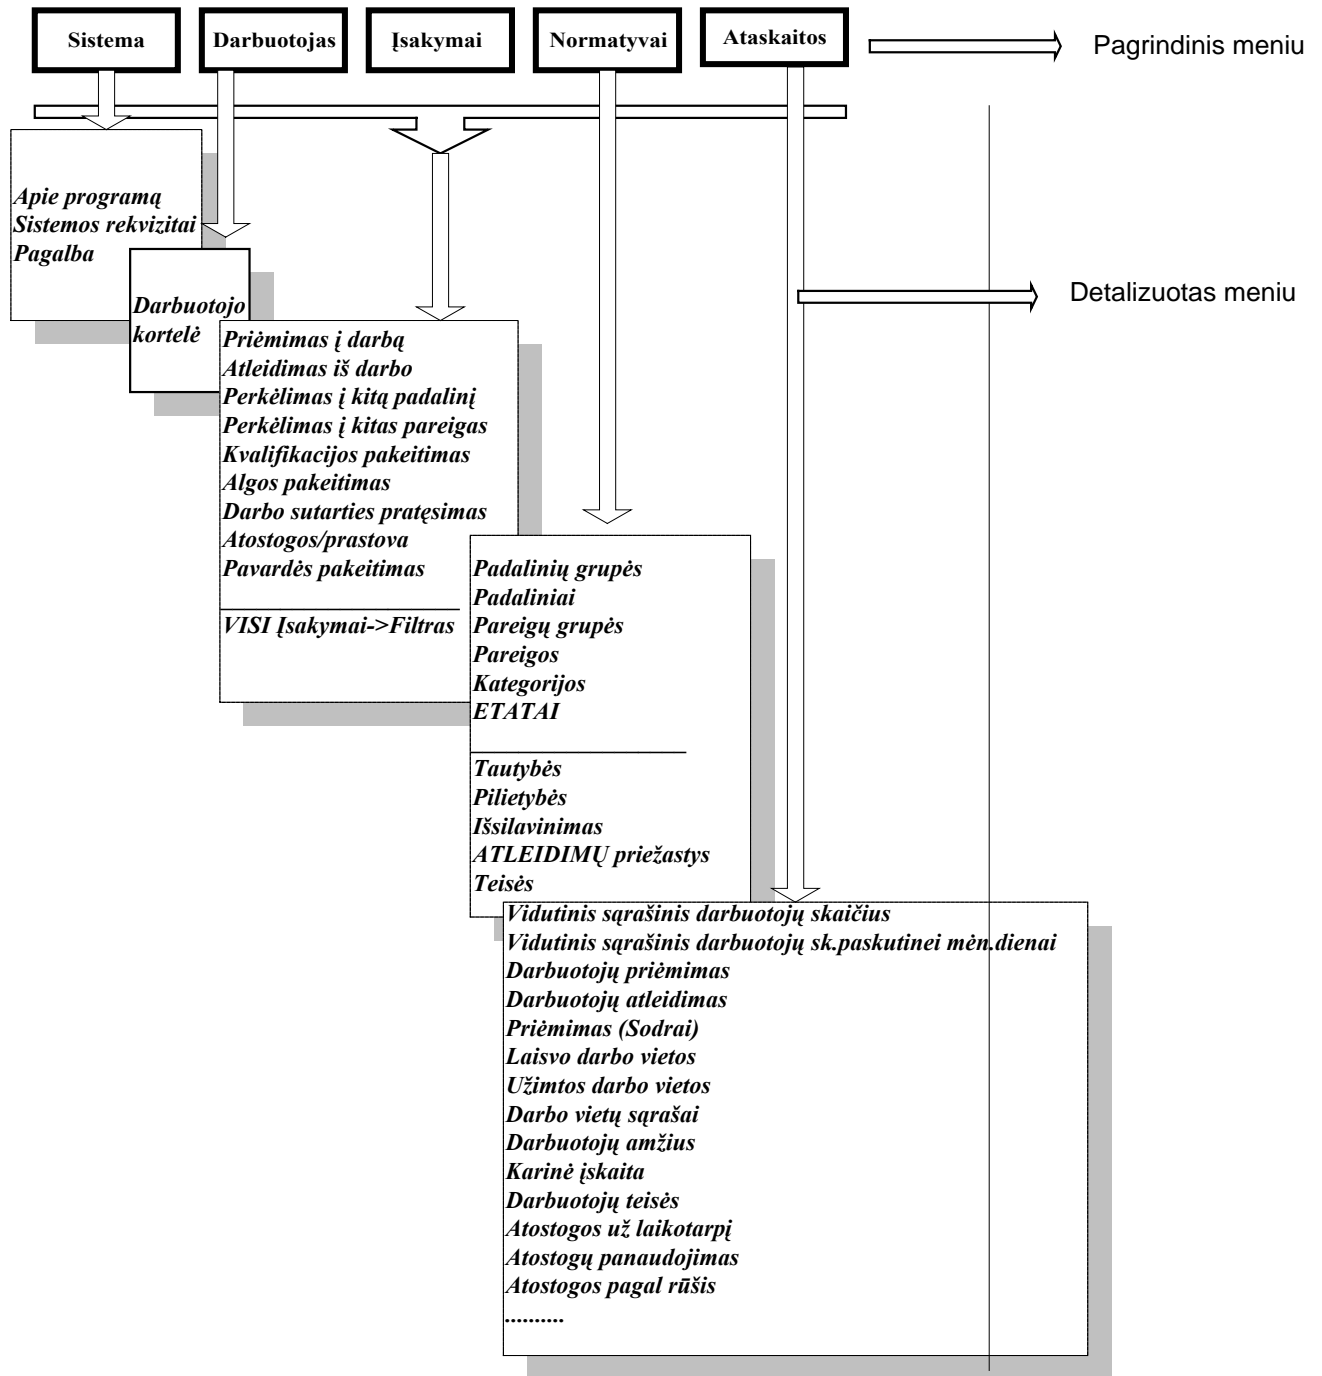 Sistema
Darbuotojas
Įsakymai
Normatyvai
Ataskaitos
Pagrindinis meniu
Apie programą
Sistemos rekvizitai
Pagalba
Detalizuotas meniu
Darbuotojo
kortelė
Priėmimas į darbą
Atleidimas iš darbo
Perkėlimas į kitą padalinį
Perkėlimas į kitas pareigas
Kvalifikacijos pakeitimas
Algos pakeitimas
Darbo sutarties pratęsimas
Atostogos/prastova
Pavardės pakeitimas
VISI Įsakymai->Filtras
Padalinių grupės
Padaliniai
Pareigų grupės
Pareigos
Kategorijos
ETATAI
Tautybės
Pilietybės
Išsilavinimas
ATLEIDIMŲ priežastys
Teisės
Vidutinis sąrašinis darbuotojų skaičius
Vidutinis sąrašinis darbuotojų sk.paskutinei mėn.dienai
Darbuotojų priėmimas
Darbuotojų atleidimas
Priėmimas (Sodrai)
Laisvo darbo vietos
Užimtos darbo vietos
Darbo vietų sąrašai
Darbuotojų amžius
Karinė įskaita
Darbuotojų teisės
Atostogos už laikotarpį
Atostogų panaudojimas
Atostogos pagal rūšis
..........